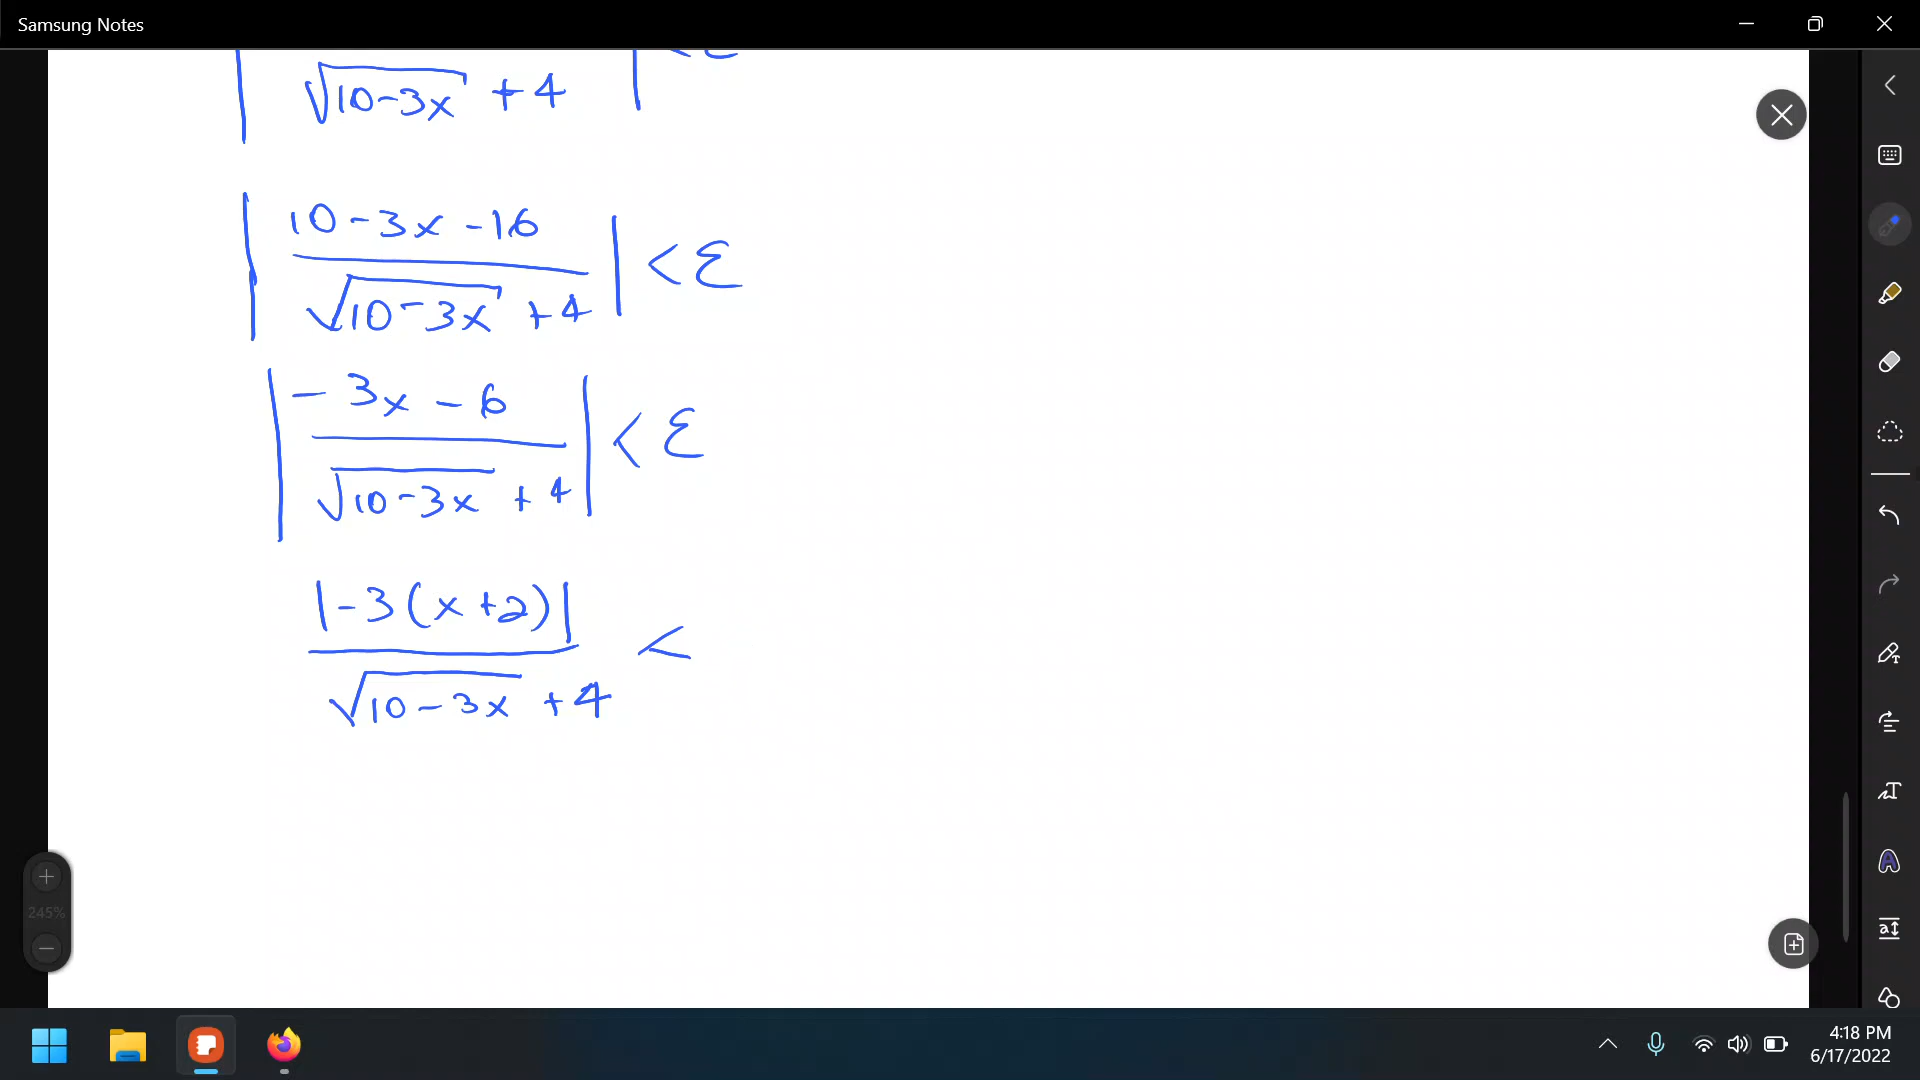 Samsung Notes
< ε
√10-3x + 4
| 10-3x-16 / √10-3x + 4 | < ε
| -3x-6 / √10-3x + 4 | < ε
|-3(x+2)| / √10-3x + 4 <
245%
4:18 PM
6/17/2022